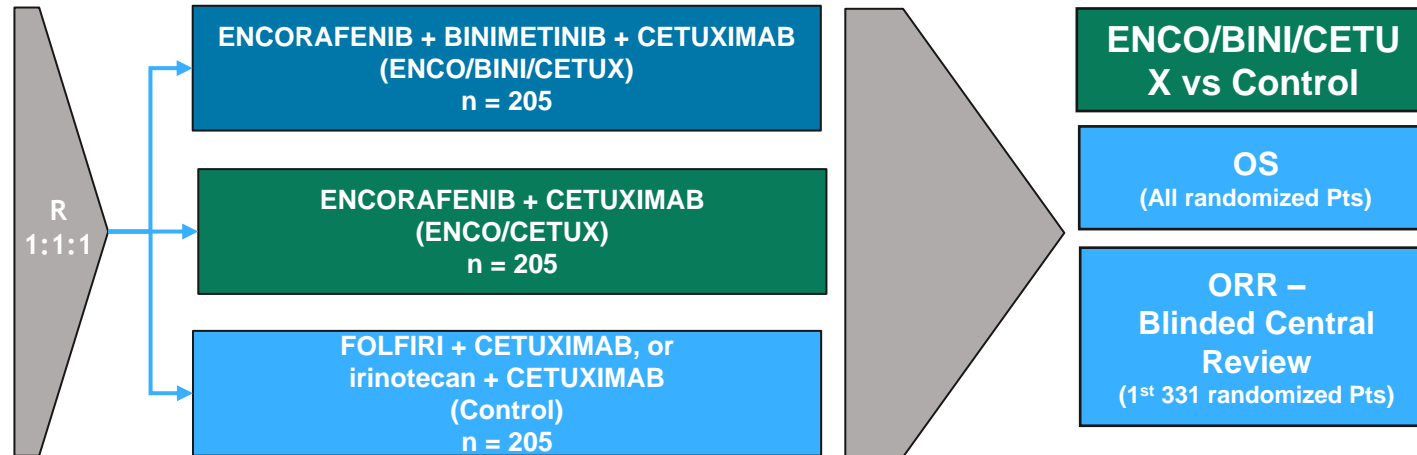 R
1:1:1
ENCORAFENIB + BINIMETINIB + CETUXIMAB
(ENCO/BINI/CETUX)
n = 205
ENCORAFENIB + CETUXIMAB
(ENCO/CETUX)
n = 205
FOLFIRI + CETUXIMAB, or
irinotecan + CETUXIMAB
(Control)
n = 205
ENCO/BINI/CETU
X vs Control
OS
(All randomized Pts)
ORR –
Blinded Central
Review
(1st 331 randomized Pts)